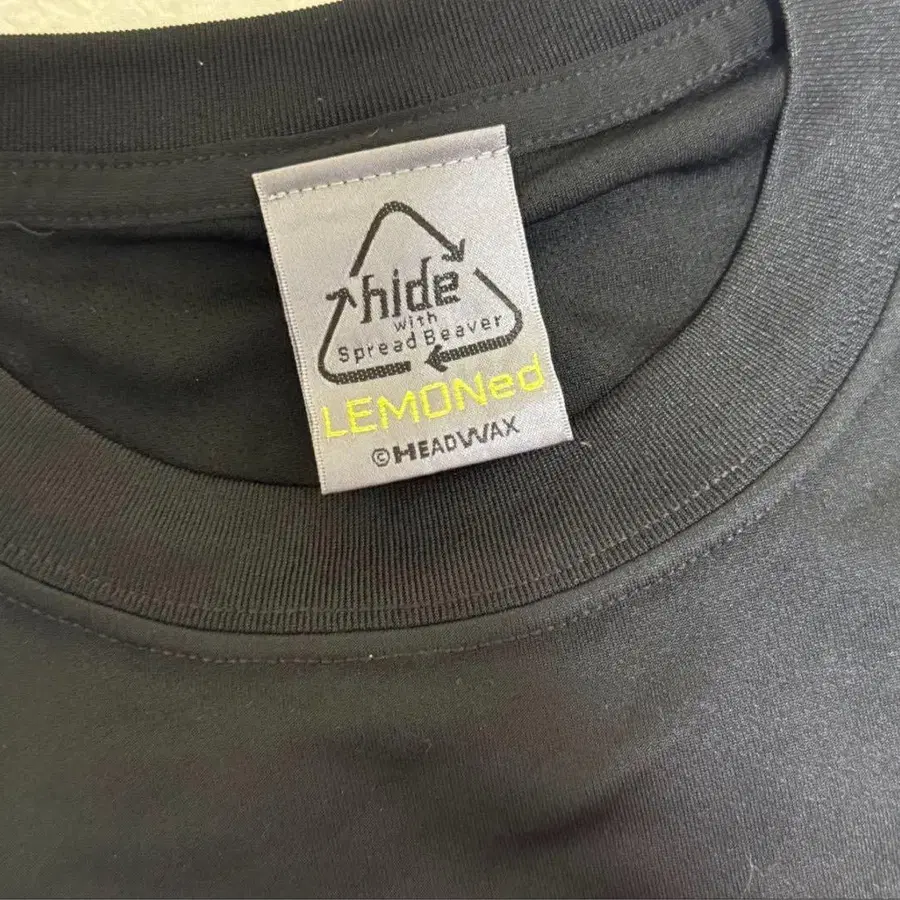 hide
with
Spread Beaver
LEMONed
©HEADWAX